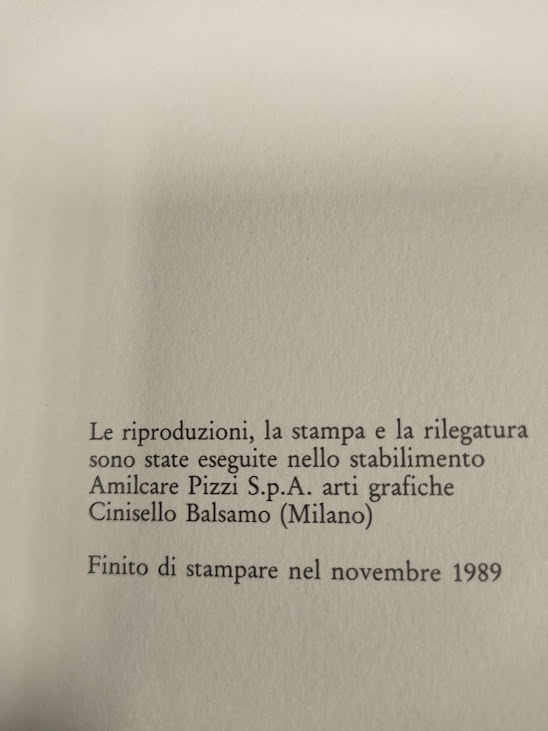 Le riproduzioni, la stampa e la rilegatura
sono state eseguite nello stabilimento
Amilcare Pizzi S.p.A. arti grafiche
Cinisello Balsamo (Milano)
Finito di stampare nel novembre 1989